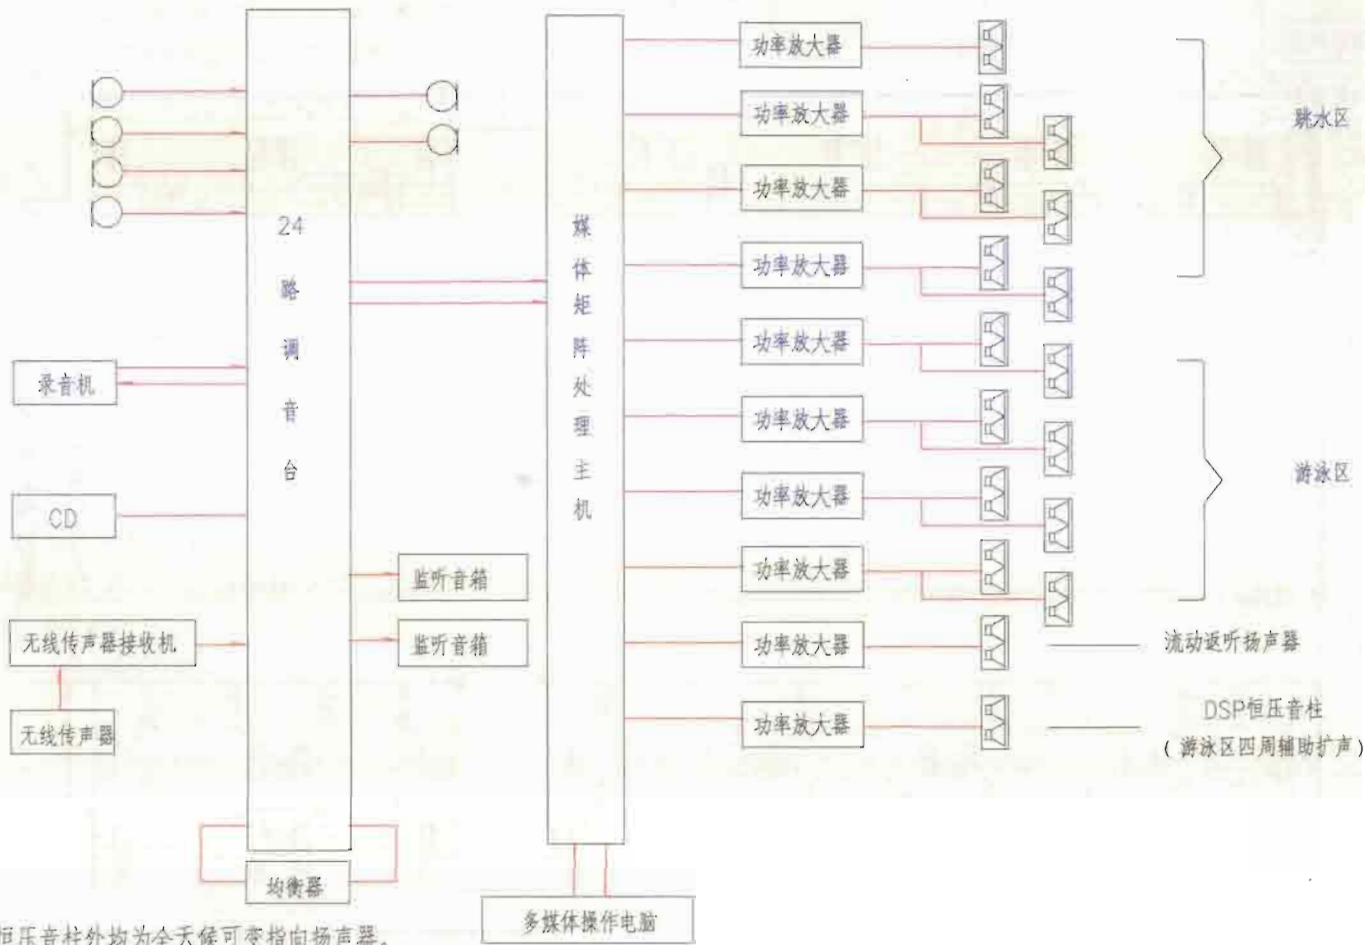 24路调音台
媒体矩阵处理主机
录音机
CD
无线传声器接收机
无线传声器
均衡器
监听音箱
监听音箱
多媒体操作电脑
功率放大器
功率放大器
功率放大器
功率放大器
功率放大器
功率放大器
功率放大器
功率放大器
功率放大器
功率放大器
跳水区
游泳区
流动返听扬声器
DSP恒压音柱
(游泳区四周辅助扩声)
恒压音柱外均为全天候可变指向扬声器。